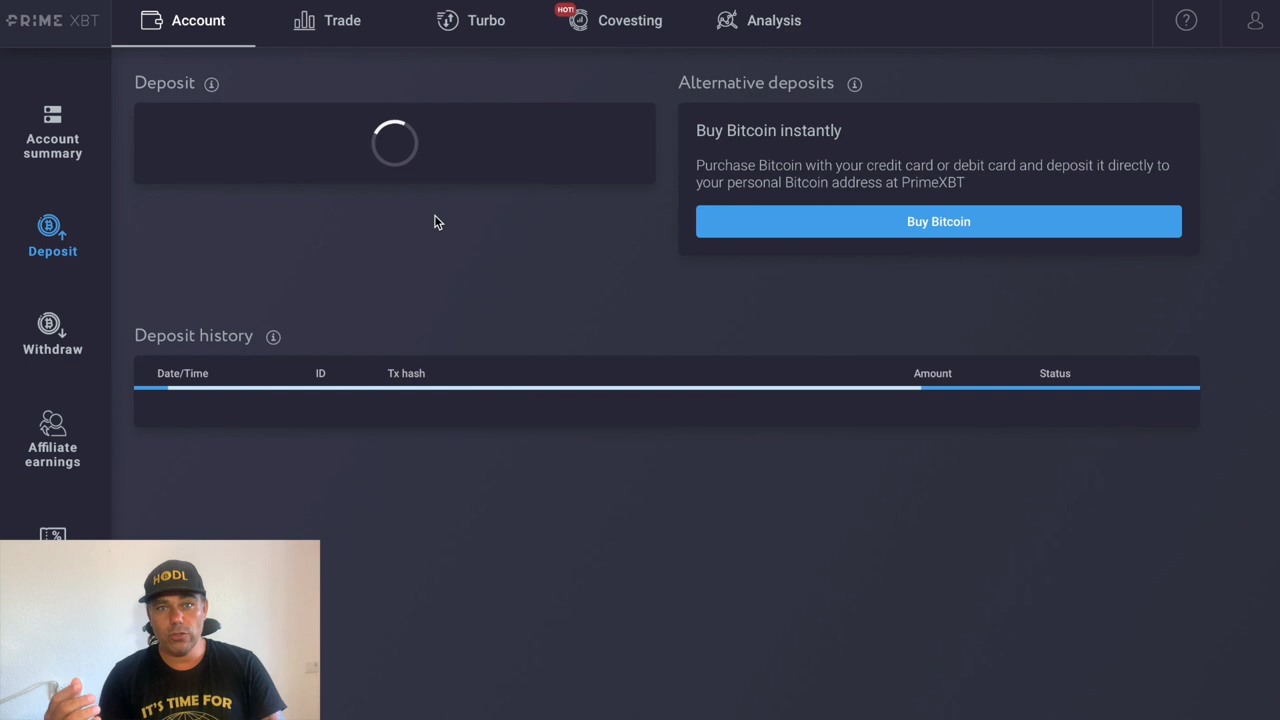 PRIME XBT
Account
Trade
Turbo
HOT!
Covesting
Analysis
?
Account
summary
Deposit
Withdraw
Affiliate
earnings
%
Deposit
Alternative deposits
Buy Bitcoin instantly
Purchase Bitcoin with your credit card or debit card and deposit it directly to
your personal Bitcoin address at PrimeXBT
Buy Bitcoin
Deposit history
Date/Time ID Tx hash Amount Status
HODL
IT'S TIME FOR